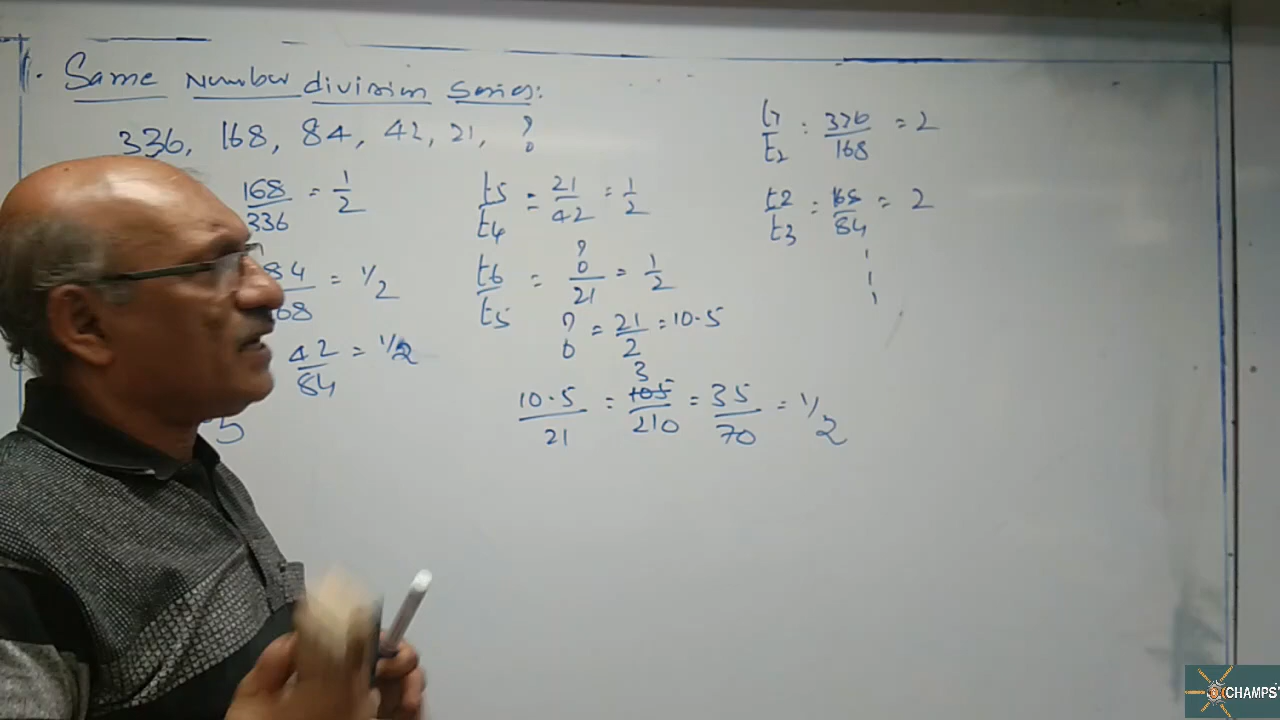 1. Same Number division series:
336, 168, 84, 42, 21, ?
168/336 = 1/2
84/168 = 1/2
42/84 = 1/2
5
t5/t4 = 21/42 = 1/2
t6/t5 = ?/21 = 1/2
? = 21/2 = 10.5
3
10.5/21 = 105/210 = 35/70 = 1/2
t1/t2 : 336/168 = 2
t2/t3 : 168/84 = 2
CHAMPS